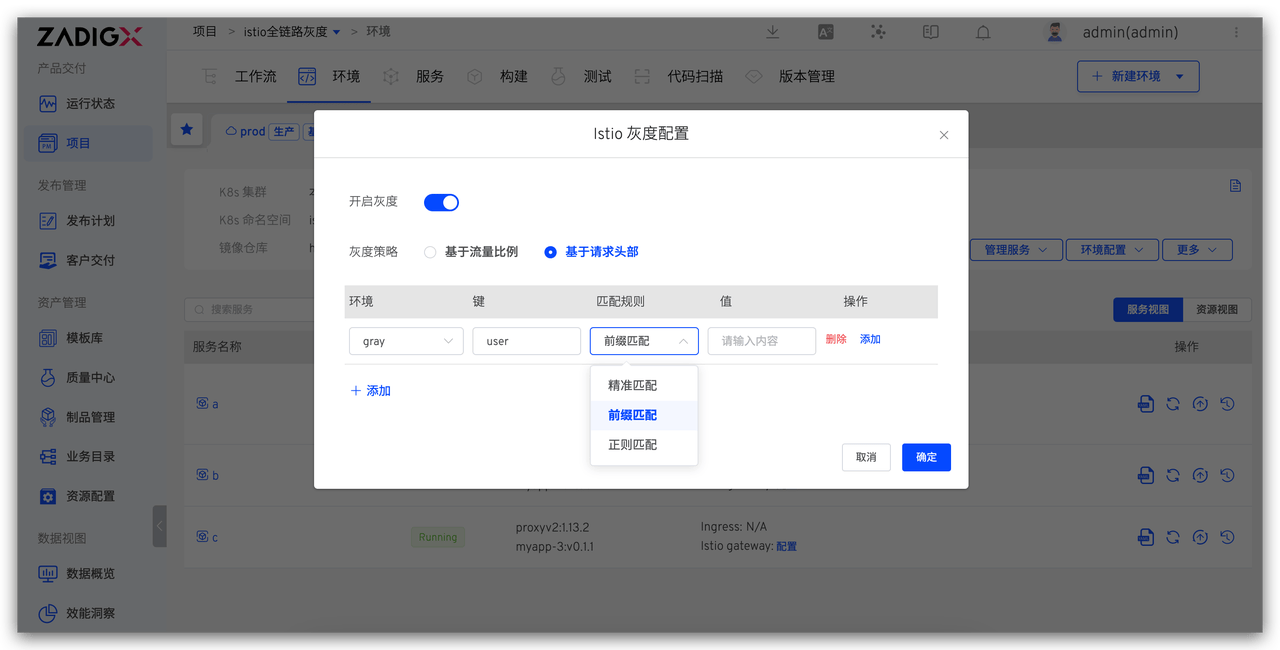 ZADIGX
项目 > istio全链路灰度 > 环境
admin(admin)
产品交付
运行状态
项目
发布管理
发布计划
客户交付
资产管理
模板库
质量中心
制品管理
业务目录
资源配置
数据视图
数据概览
效能洞察
工作流 环境 服务 构建 测试 代码扫描 版本管理
+ 新建环境
prod 生产
K8s 集群
K8s 命名空间
镜像仓库
管理服务 环境配置 更多
搜索服务
服务视图 资源视图
服务名称 操作
a
b
c Running
proxyv2:1.13.2
myapp-3:v0.1.1
Ingress: N/A
Istio gateway: 配置
Istio 灰度配置
开启灰度
灰度策略 基于流量比例 基于请求头部
环境 键 匹配规则 值 操作
gray user 前缀匹配 请输入内容 删除 添加
精准匹配
前缀匹配
正则匹配
+ 添加
取消 确定